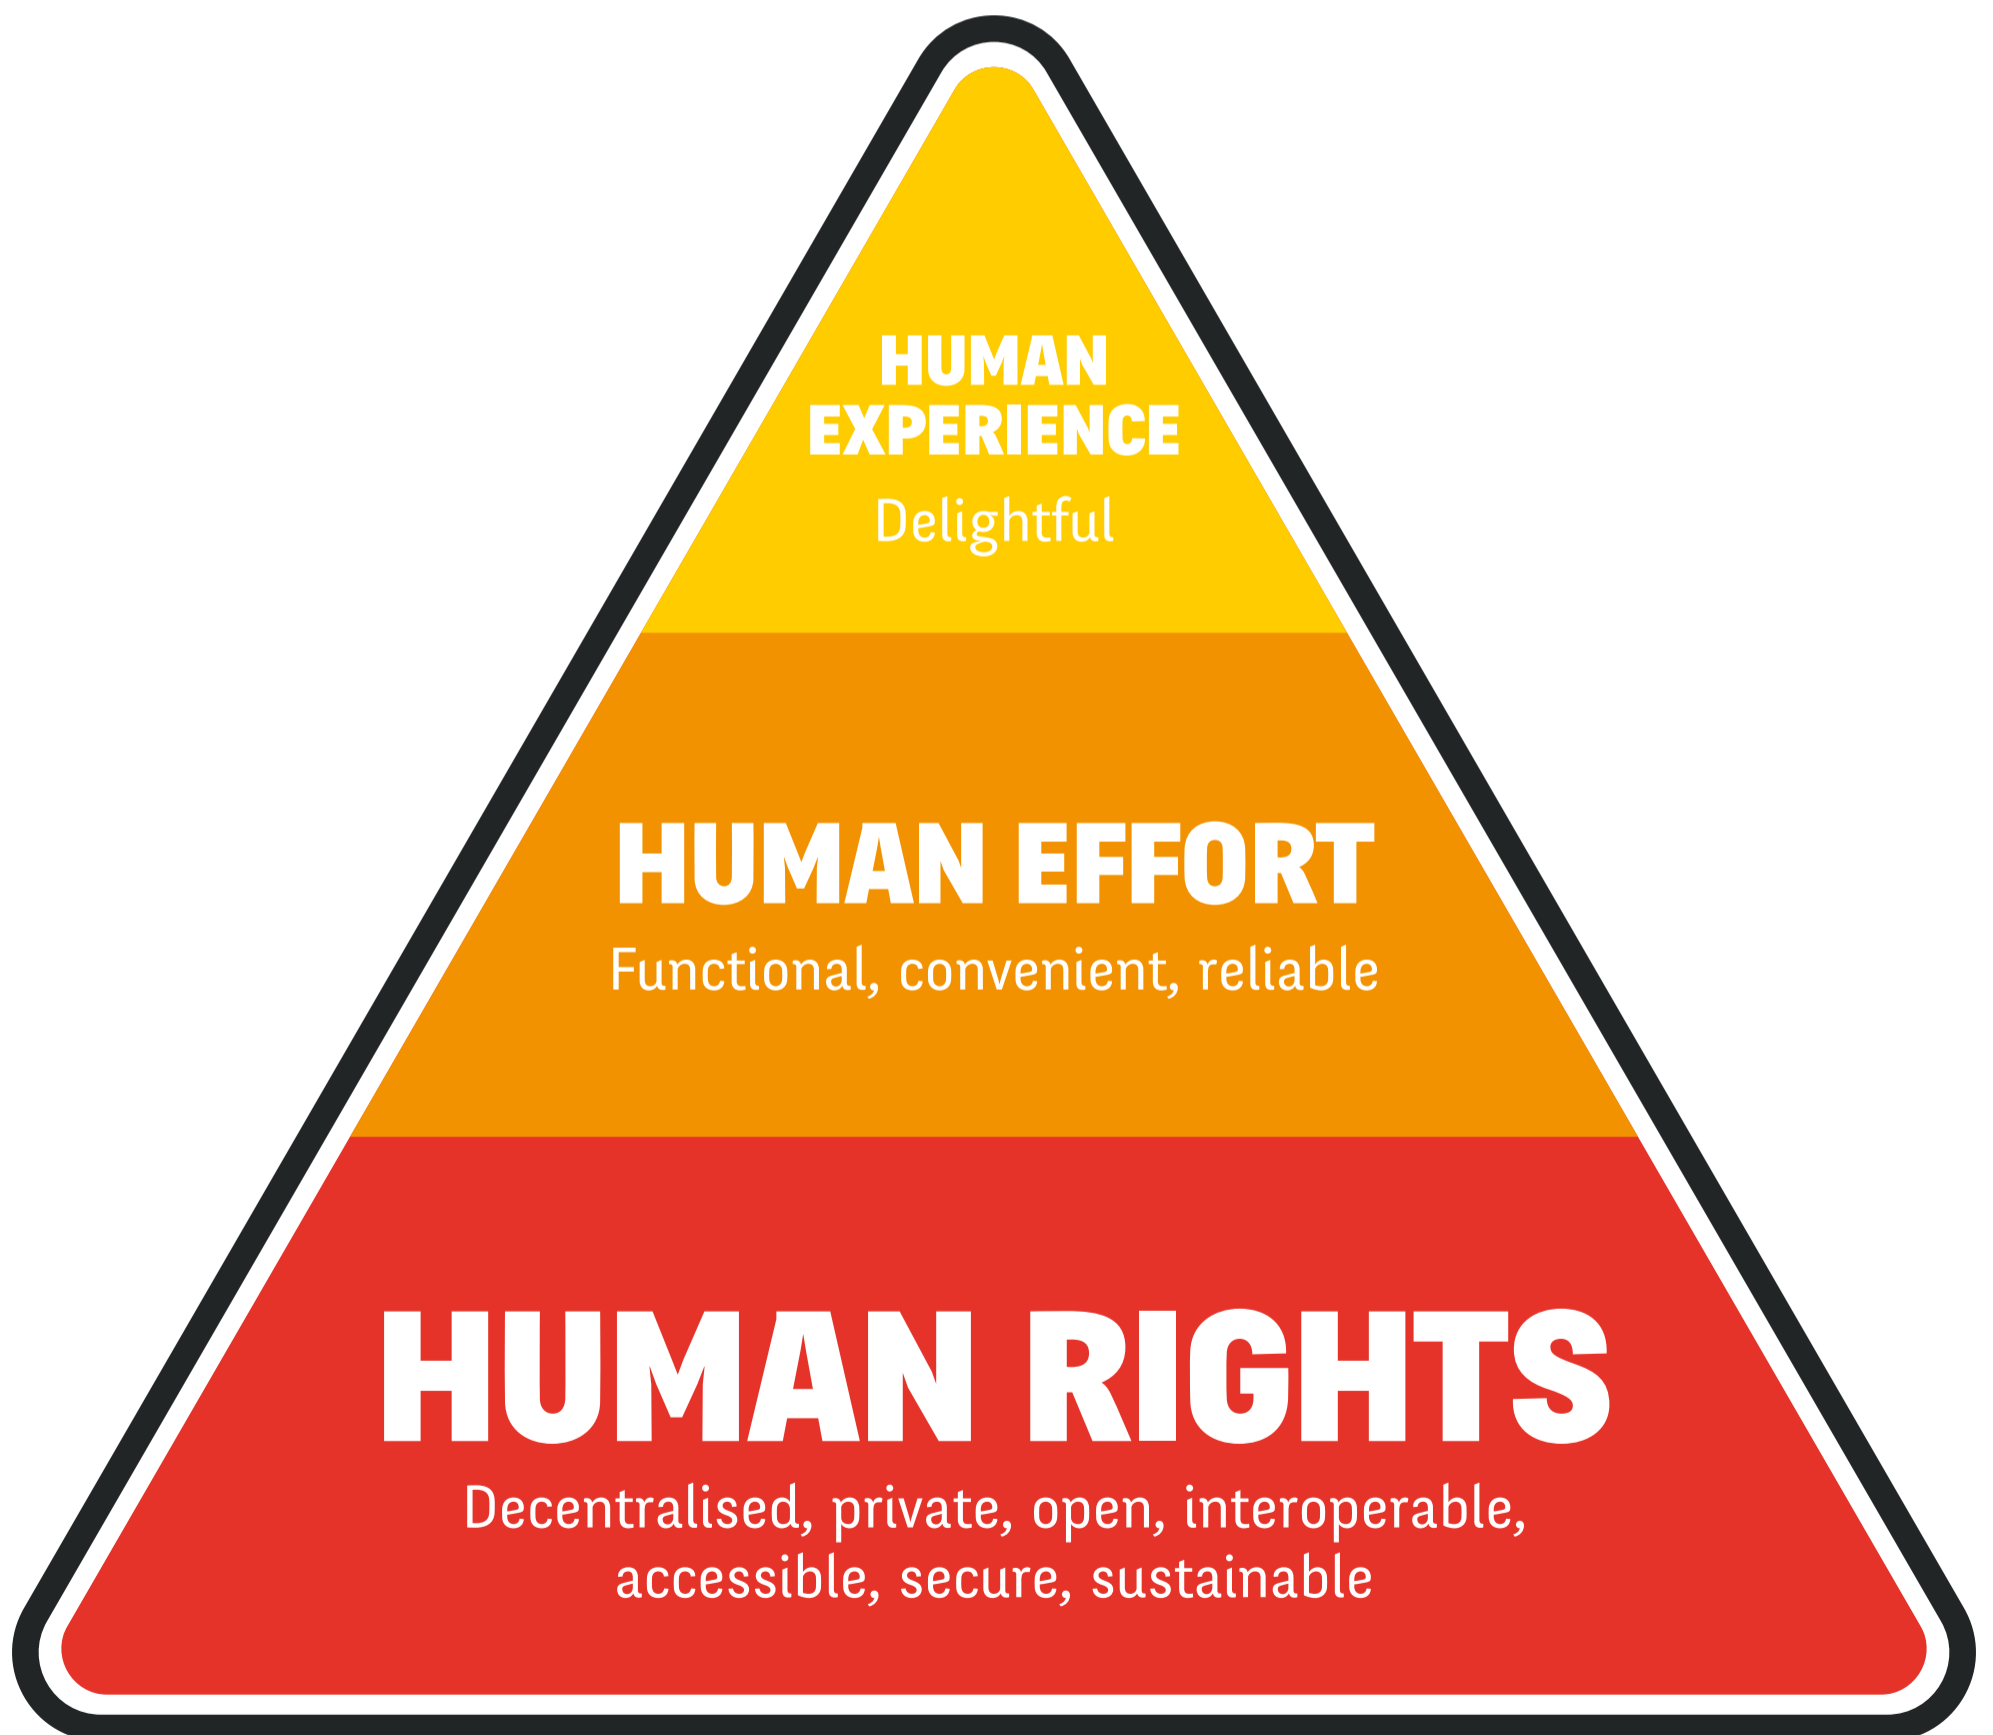 HUMAN
EXPERIENCE
Delightful
HUMAN EFFORT
Functional, convenient, reliable
HUMAN RIGHTS
Decentralised, private, open, interoperable,
accessible, secure, sustainable